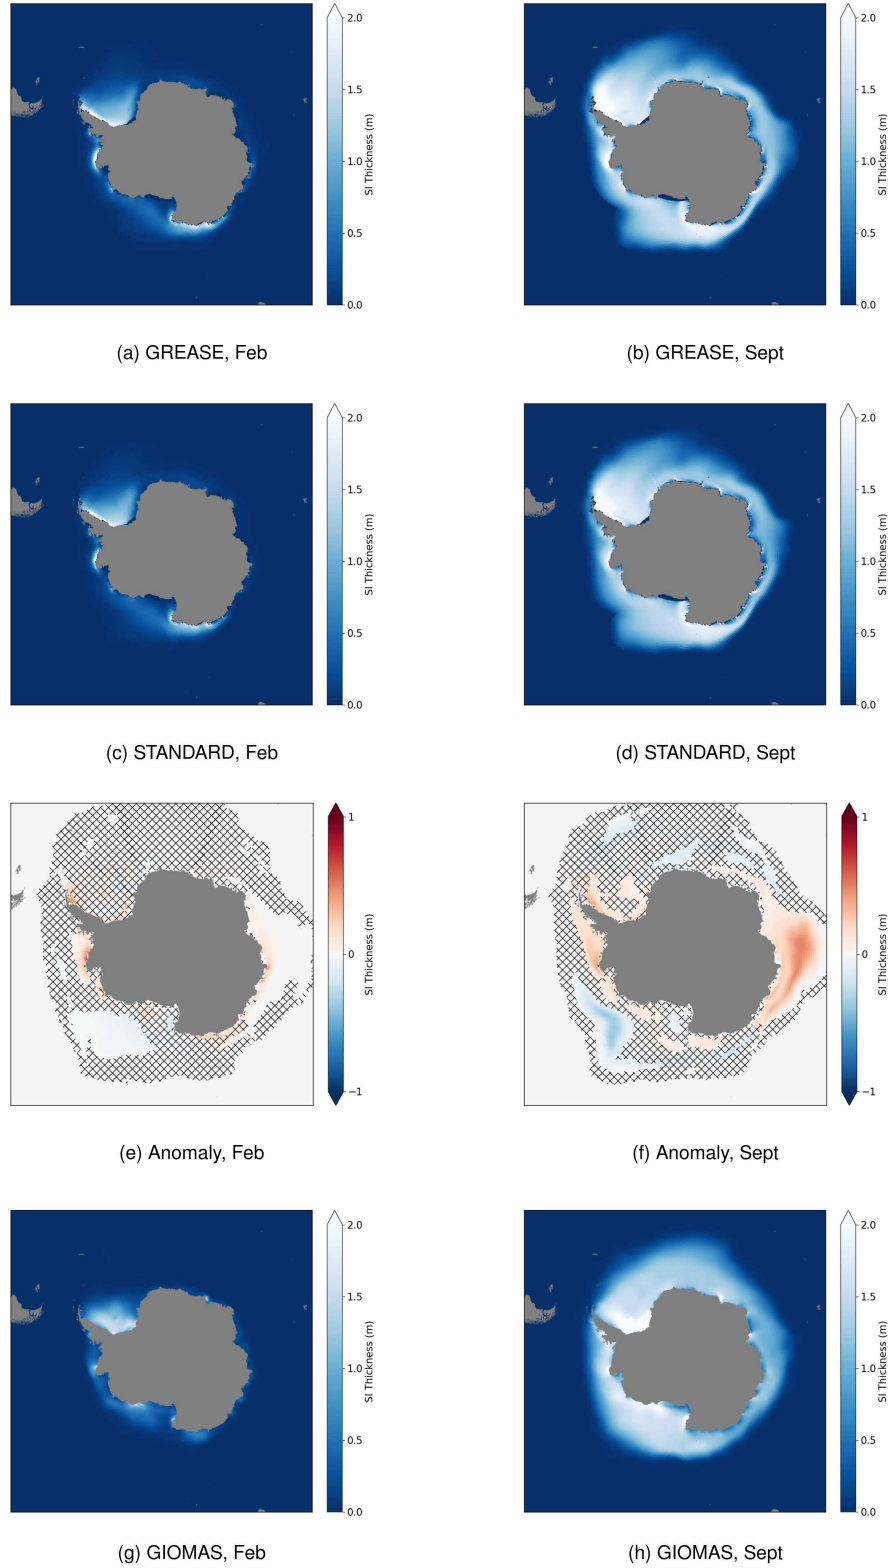 2.0
1.5
1.0
0.5
0.0
SI Thickness (m)
2.0
1.5
1.0
0.5
0.0
SI Thickness (m)
(a) GREASE, Feb
(b) GREASE, Sept
2.0
1.5
1.0
0.5
0.0
SI Thickness (m)
2.0
1.5
1.0
0.5
0.0
SI Thickness (m)
(c) STANDARD, Feb
(d) STANDARD, Sept
1
0
−1
SI Thickness (m)
1
0
−1
SI Thickness (m)
(e) Anomaly, Feb
(f) Anomaly, Sept
2.0
1.5
1.0
0.5
0.0
SI Thickness (m)
2.0
1.5
1.0
0.5
0.0
SI Thickness (m)
(g) GIOMAS, Feb
(h) GIOMAS, Sept